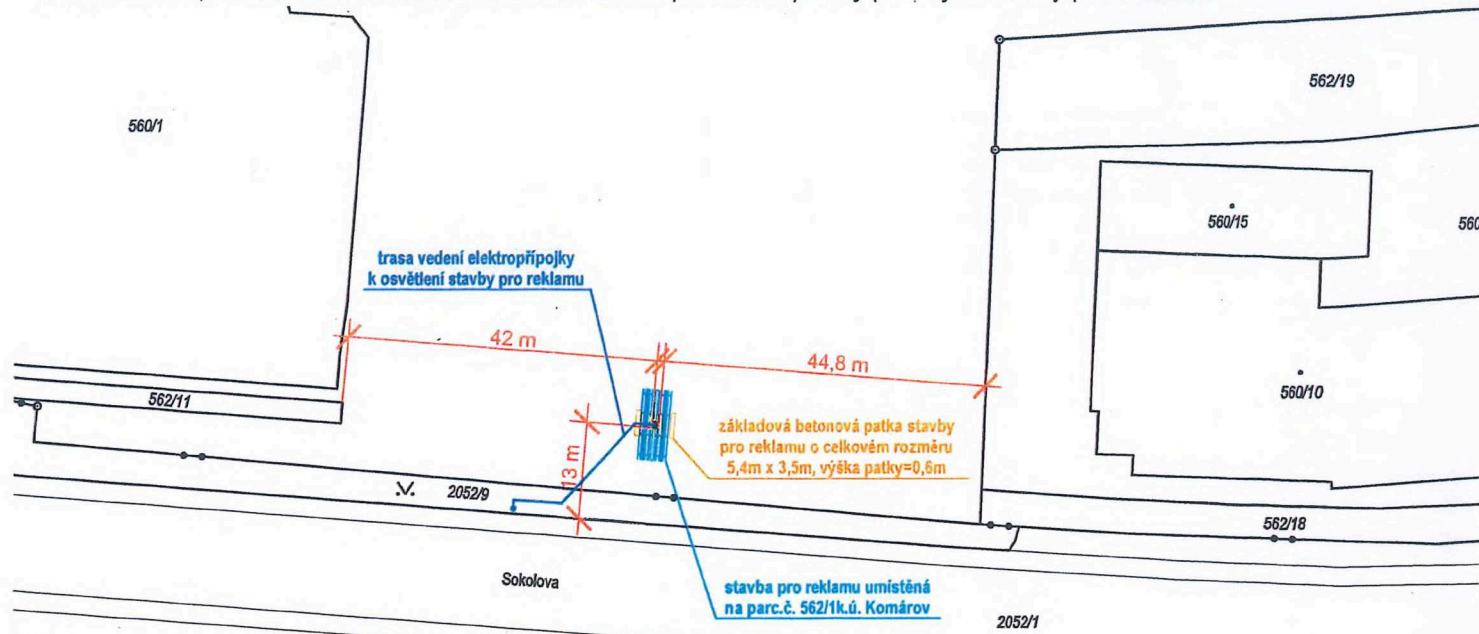 562/19
560/1
560/15
560
trasa vedení elektropřípojky
k osvětlení stavby pro reklamu
42 m
44,8 m
562/11
560/10
základová betonová patka stavby
pro reklamu o celkovém rozměru
5,4m x 3,5m, výška patky=0,6m
13 m
.V.
2052/9
562/18
Sokolova
stavba pro reklamu umístěná
na parc.č. 562/1k.ú. Komárov
2052/1